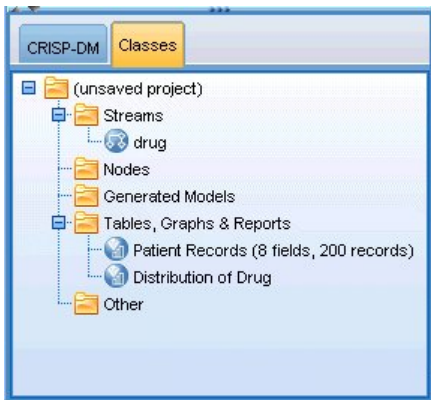 CRISP-DM Classes
(unsaved project)
Streams
drug
Nodes
Generated Models
Tables, Graphs & Reports
Patient Records (8 fields, 200 records)
Distribution of Drug
Other